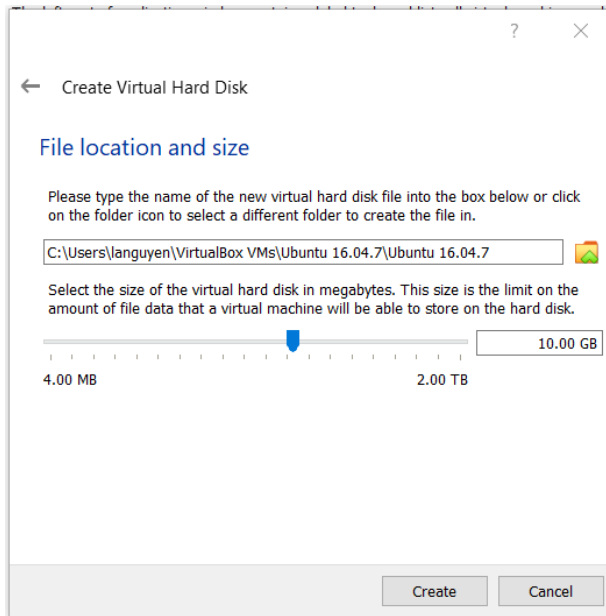 ?
Create Virtual Hard Disk
File location and size
Please type the name of the new virtual hard disk file into the box below or click
on the folder icon to select a different folder to create the file in.
C:\Users\languyen\VirtualBox VMs\Ubuntu 16.04.7\Ubuntu 16.04.7
Select the size of the virtual hard disk in megabytes. This size is the limit on the
amount of file data that a virtual machine will be able to store on the hard disk.
10.00 GB
4.00 MB 2.00 TB
Create Cancel